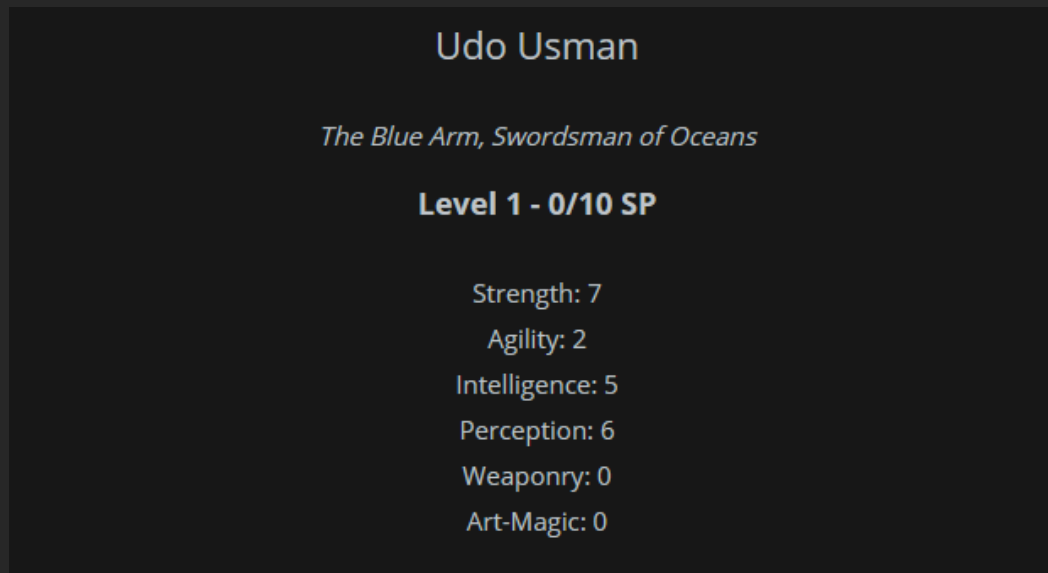 Udo Usman
The Blue Arm, Swordsman of Oceans
Level 1 - 0/10 SP
Strength: 7
Agility: 2
Intelligence: 5
Perception: 6
Weaponry: 0
Art-Magic: 0